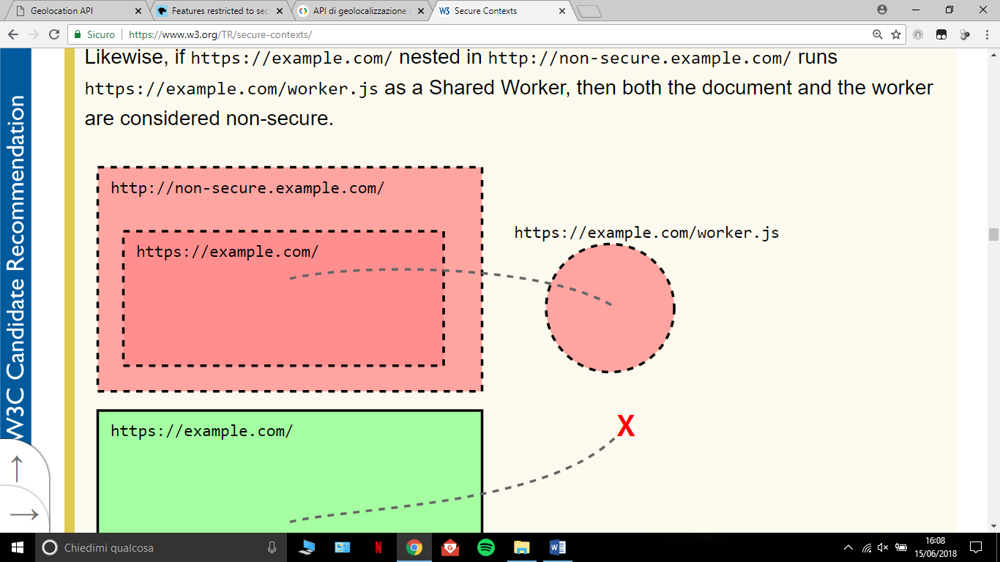 Geolocation API
Features restricted to sec
API di geolocalizzazione
W3C Secure Contexts
Sicuro https://www.w3.org/TR/secure-contexts/
W3C Candidate Recommendation
Likewise, if https://example.com/ nested in http://non-secure.example.com/ runs
https://example.com/worker.js as a Shared Worker, then both the document and the worker
are considered non-secure.
http://non-secure.example.com/
https://example.com/
https://example.com/worker.js
https://example.com/
X
Chiedimi qualcosa
16:08
15/06/2018